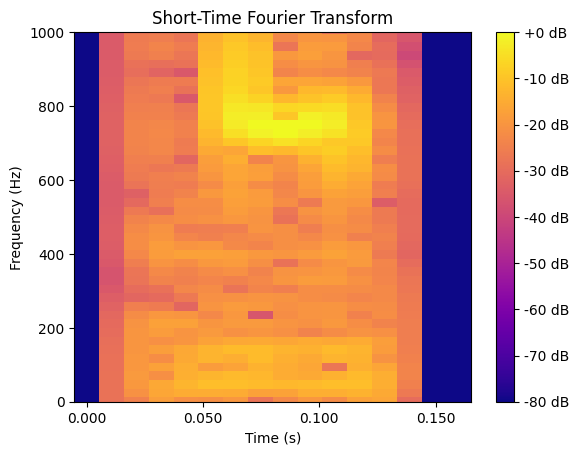 Short-Time Fourier Transform
1000
800
600
400
200
0
Frequency (Hz)
0.000
0.050
0.100
0.150
Time (s)
+0 dB
-10 dB
-20 dB
-30 dB
-40 dB
-50 dB
-60 dB
-70 dB
-80 dB